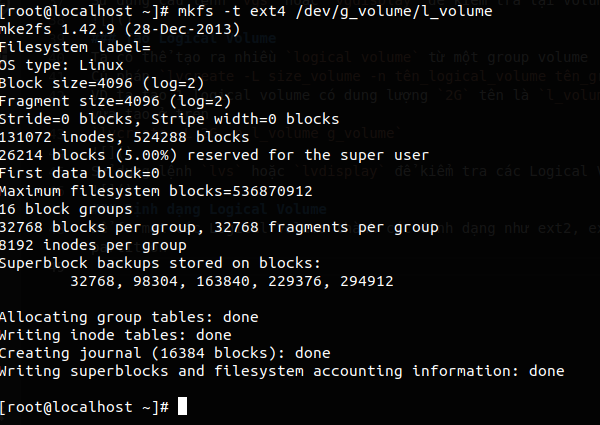 [root@localhost ~]# mkfs -t ext4 /dev/g_volume/l_volume
mke2fs 1.42.9 (28-Dec-2013)
Filesystem label=
OS type: Linux
Block size=4096 (log=2)
Fragment size=4096 (log=2)
Stride=0 blocks, Stripe width=0 blocks
131072 inodes, 524288 blocks
26214 blocks (5.00%) reserved for the super user
First data block=0
Maximum filesystem blocks=536870912
16 block groups
32768 blocks per group, 32768 fragments per group
8192 inodes per group
Superblock backups stored on blocks:
        32768, 98304, 163840, 229376, 294912

Allocating group tables: done
Writing inode tables: done
Creating journal (16384 blocks): done
Writing superblocks and filesystem accounting information: done

[root@localhost ~]#